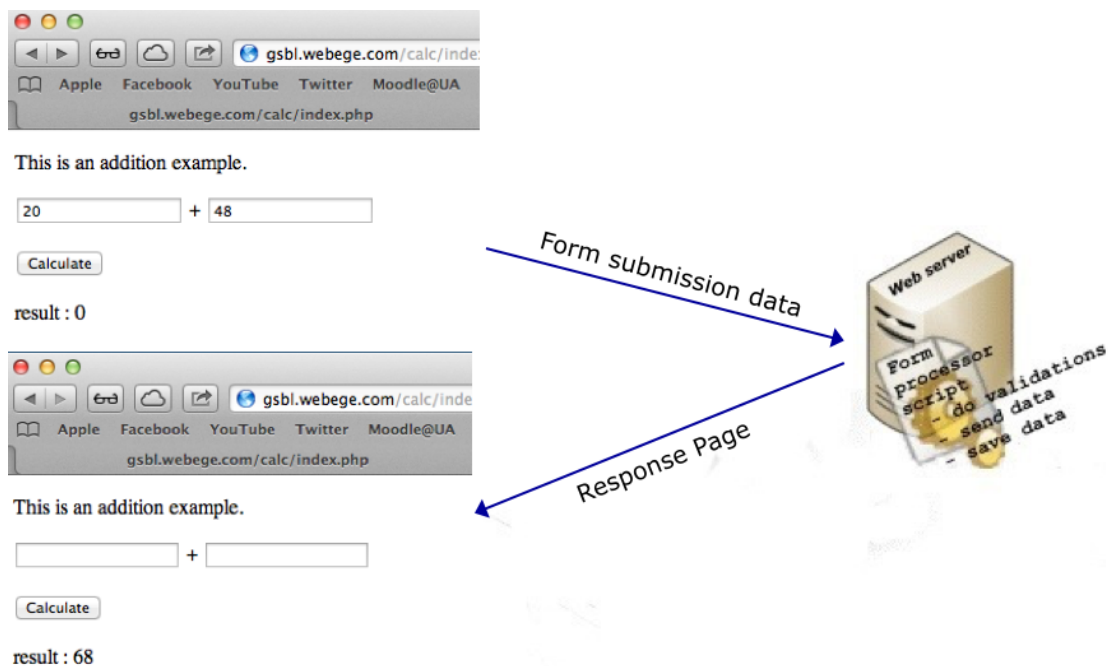 gsbl.webege.com/calc/inde
Apple Facebook YouTube Twitter Moodle@UA
gsbl.webege.com/calc/index.php
This is an addition example.
20 + 48
Calculate
result : 0
Form submission data
Web server
Form
processor
script
- do validations
- send data
- save data
Response Page
gsbl.webege.com/calc/inde
Apple Facebook YouTube Twitter Moodle@UA
gsbl.webege.com/calc/index.php
This is an addition example.
+
Calculate
result : 68